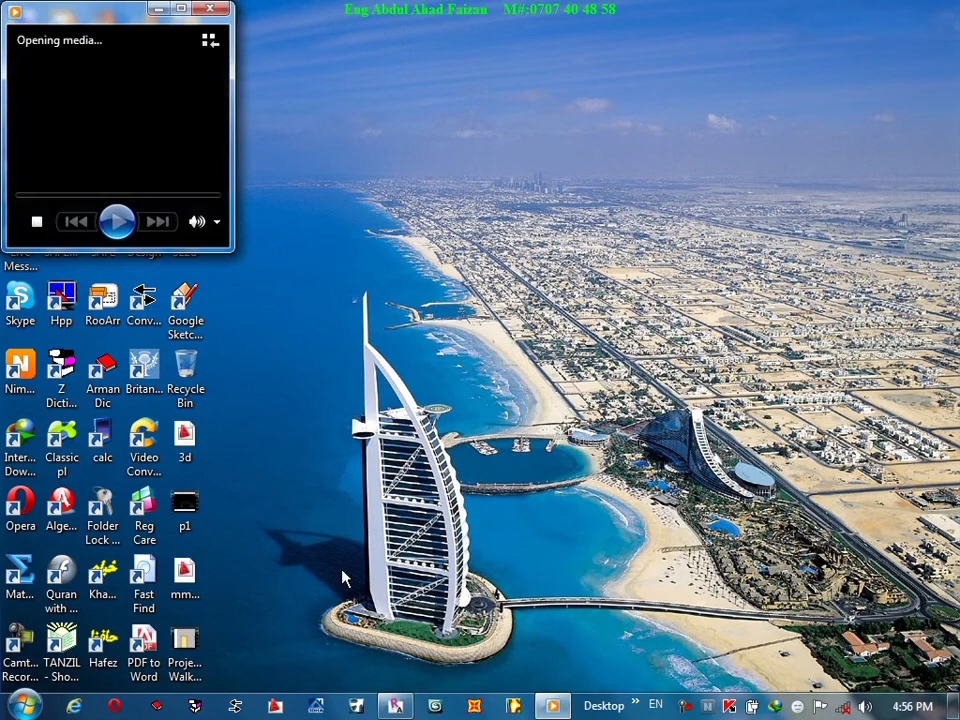 Eng Abdul Ahad Faizan M#:0707 40 48 58
Opening media...
Mess...
Skype
Hpp
RooArr
Conv...
Google Sketc...
Nim...
Z Dicti...
Arman Dic
Britan...
Recycle Bin
Inter... Dow...
Classic pl
calc
Video Conv...
3d
Opera
Alge...
Folder Lock ...
Reg Care
p1
Mat...
Quran with ...
Kha...
Fast Find
mm...
Camt... Recor...
TANZIL - Sho...
Hafez
PDF to Word
Proje... Walk...
Desktop
»
EN
4:56 PM